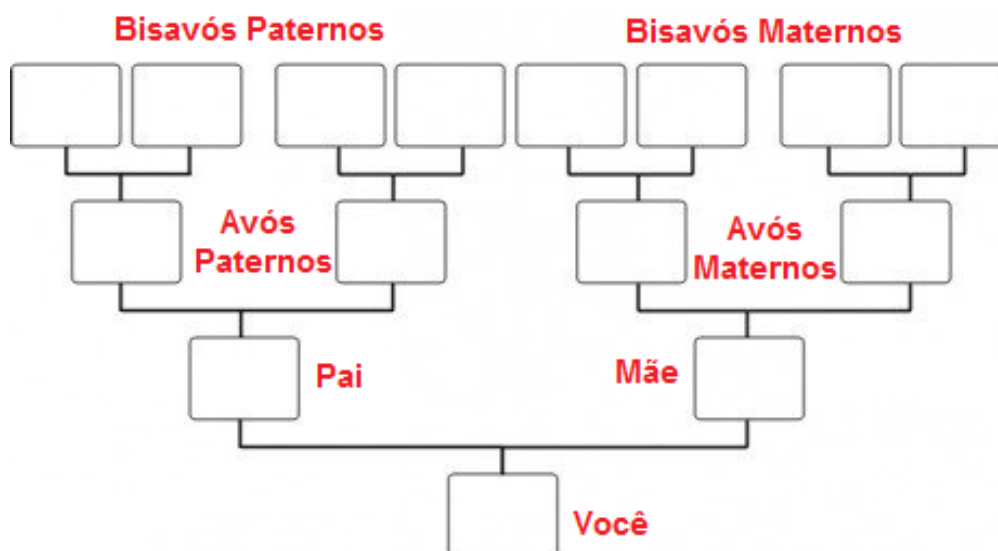 Bisavós Paternos
Bisavós Maternos
Avós
Paternos
Avós
Maternos
Pai
Mãe
Você